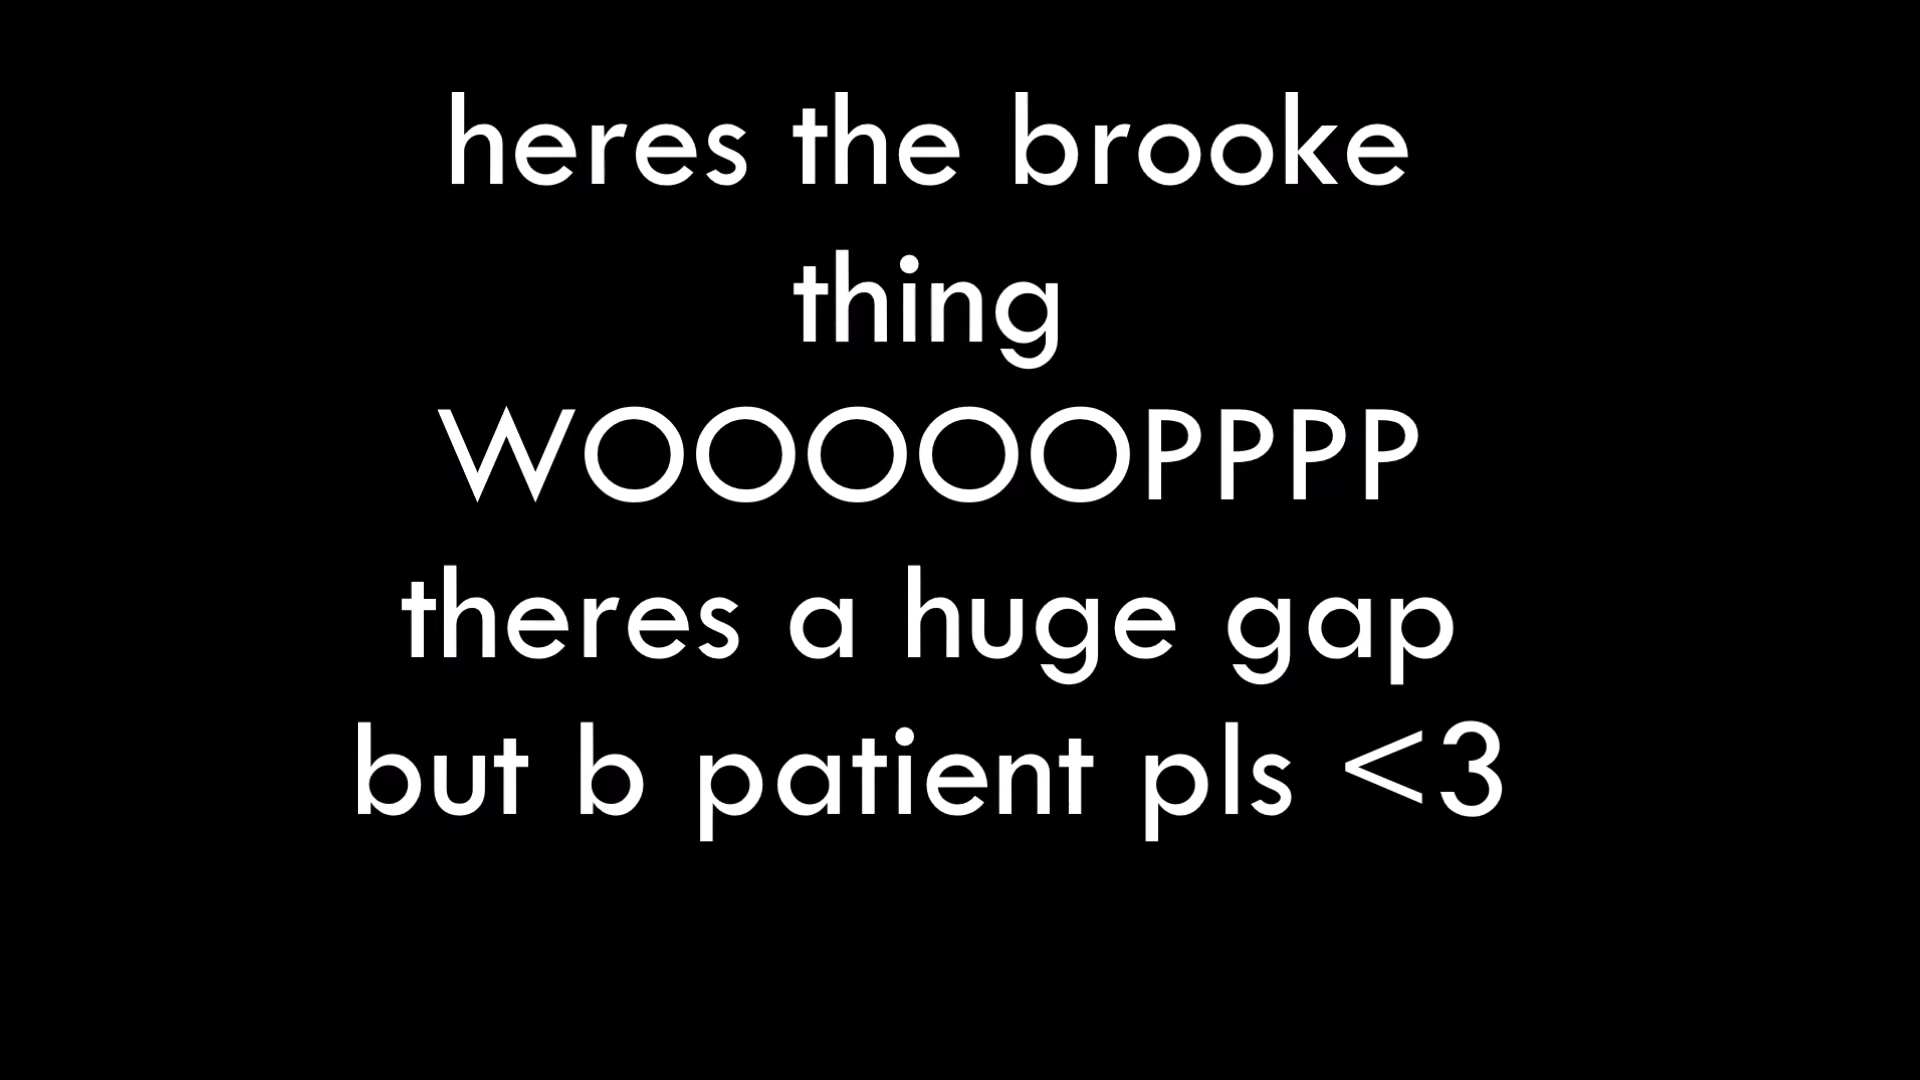 heres the brooke
thing
WOOOOOPPPP
theres a huge gap
but b patient pls <3